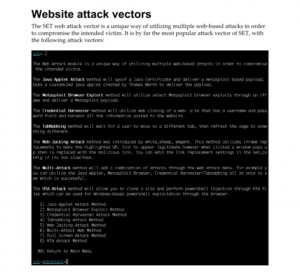 Website attack vectors
The SET web attack vector is a unique way of utilizing multiple web-based attacks in order
to compromise the intended victim. It is by far the most popular attack vector of SET, with
the following attack vectors:
The Web Attack module is a unique way of utilizing multiple web-based attacks in order to compromise
the intended victim.
The Java Applet Attack method will spoof a Java Certificate and deliver a metasploit based payload.
Uses a customized java applet created by Thomas Werth to deliver the payload.
The Metasploit Browser Exploit method will utilize select Metasploit browser exploits through an ifr
ame and deliver a Metasploit payload.
The Credential Harvester method will utilize web cloning of a web- site that has a username and pass
word field and harvest all the information posted to the website.
The TabNabbing method will wait for a user to move to a different tab, then refresh the page to some
thing different.
The Web-Jacking Attack method was introduced by white_sheep, emgent. This method utilizes iframe rep
lacements to make the highlighted URL link to appear legitimate however when clicked a window pops u
p then is replaced with the malicious link. You can edit the link replacement settings in the set_co
nfig if its too slow/fast.
The Multi-Attack method will add a combination of attacks through the web attack menu. For example y
ou can utilize the Java Applet, Metasploit Browser, Credential Harvester/Tabnabbing all at once to s
ee which is successful.
The HTA Attack method will allow you to clone a site and perform powershell injection through HTA fi
les which can be used for Windows-based powershell exploitation through the browser.
1) Java Applet Attack Method
2) Metasploit Browser Exploit Method
3) Credential Harvester Attack Method
4) Tabnabbing Attack Method
5) Web Jacking Attack Method
6) Multi-Attack Web Method
7) Full Screen Attack Method
8) HTA Attack Method
99) Return to Main Menu